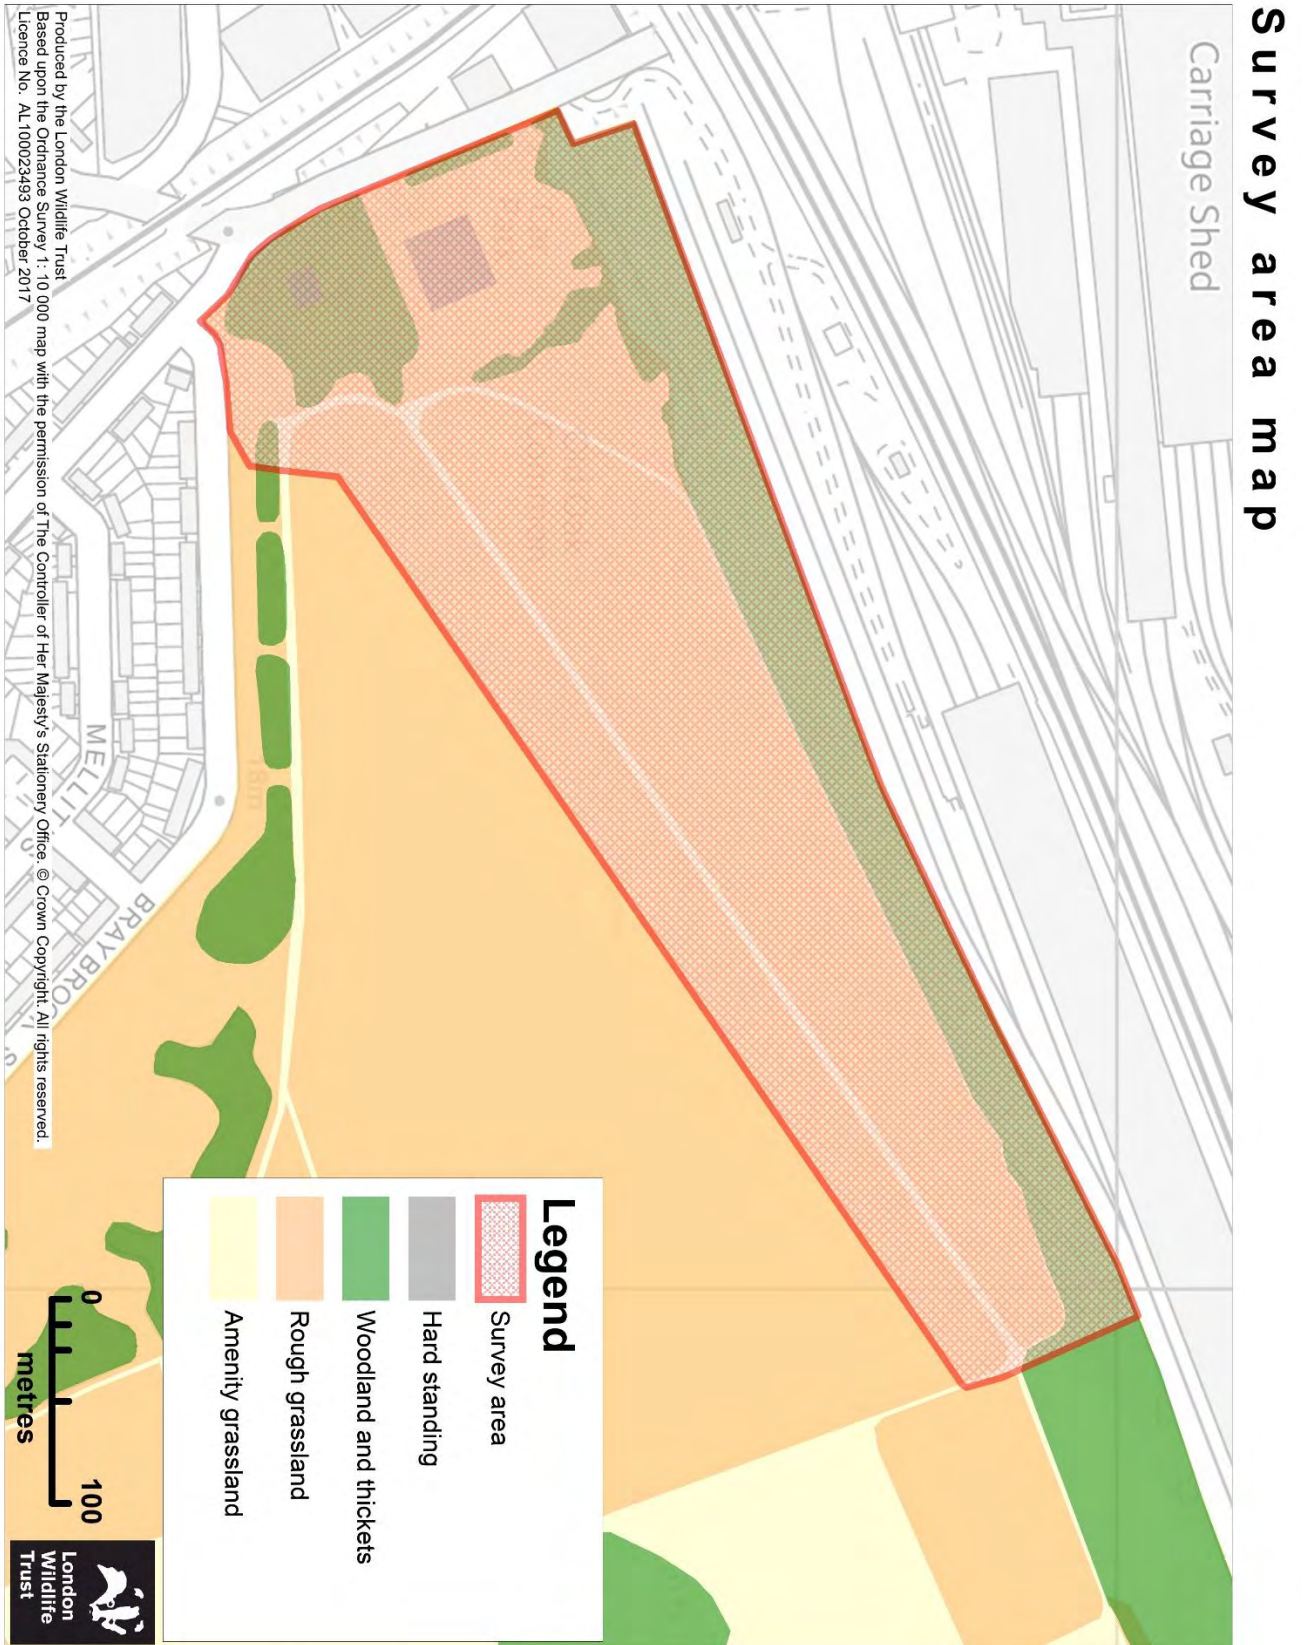 Survey area map
Carriage Shed
18m
MELLIT
BRAYBRO
Legend
Survey area
Hard standing
Woodland and thickets
Rough grassland
Amenity grassland
0 100
metres
London
Wildlife
Trust
Produced by the London Wildlife Trust
Based upon the Ordnance Survey 1: 10 000 map with the permission of The Controller of Her Majesty's Stationery Office. © Crown Copyright. All rights reserved.
Licence No. AL100023493 October 2017